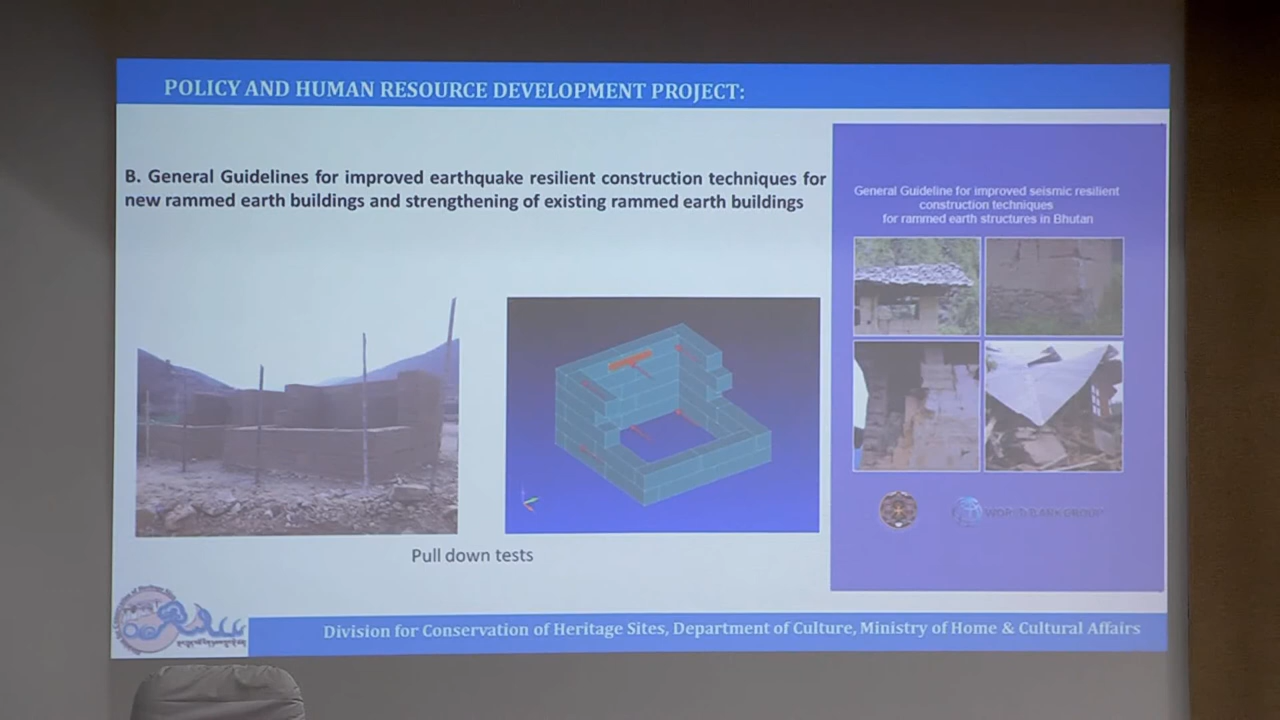 POLICY AND HUMAN RESOURCE DEVELOPMENT PROJECT:
B. General Guidelines for improved earthquake resilient construction techniques for
new rammed earth buildings and strengthening of existing rammed earth buildings
General Guideline for improved seismic resilient
construction techniques
for rammed earth structures in Bhutan
WORLD BANK GROUP
Pull down tests
Division for Conservation of Heritage Sites, Department of Culture, Ministry of Home & Cultural Affairs